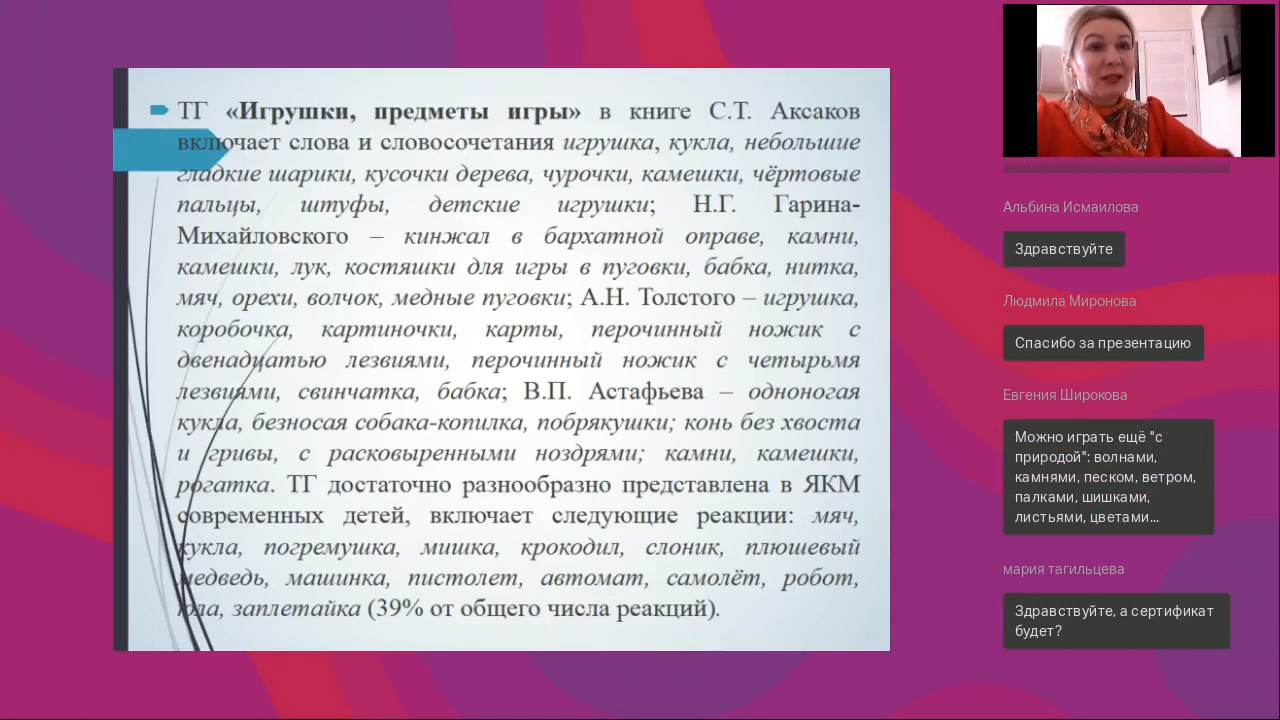 ТГ «Игрушки, предметы игры» в книге С.Т. Аксаков
включает слова и словосочетания игрушка, кукла, небольшие
гладкие шарики, кусочки дерева, чурочки, камешки, чёртовые
пальцы, штуфы, детские игрушки; Н.Г. Гарина-
Михайловского – кинжал в бархатной оправе, камни,
камешки, лук, костяшки для игры в пуговки, бабка, нитка,
мяч, орехи, волчок, медные пуговки; А.Н. Толстого – игрушка,
коробочка, картиночки, карты, перочинный ножик с
двенадцатью лезвиями, перочинный ножик с четырьмя
лезвиями, свинчатка, бабка; В.П. Астафьева – одноногая
кукла, безносая собака-копилка, побрякушки; конь без хвоста
и гривы, с расковыренными ноздрями; камни, камешки,
рогатка. ТГ достаточно разнообразно представлена в ЯКМ
современных детей, включает следующие реакции: мяч,
кукла, погремушка, мишка, крокодил, слоник, плюшевый
медведь, машинка, пистолет, автомат, самолёт, робот,
юла, заплетайка (39% от общего числа реакций).
Альбина Исмаилова
Здравствуйте
Людмила Миронова
Спасибо за презентацию
Евгения Широкова
Можно играть ещё "с
природой": волнами,
камнями, песком, ветром,
палками, шишками,
листьями, цветами...
мария тагильцева
Здравствуйте, а сертификат
будет?